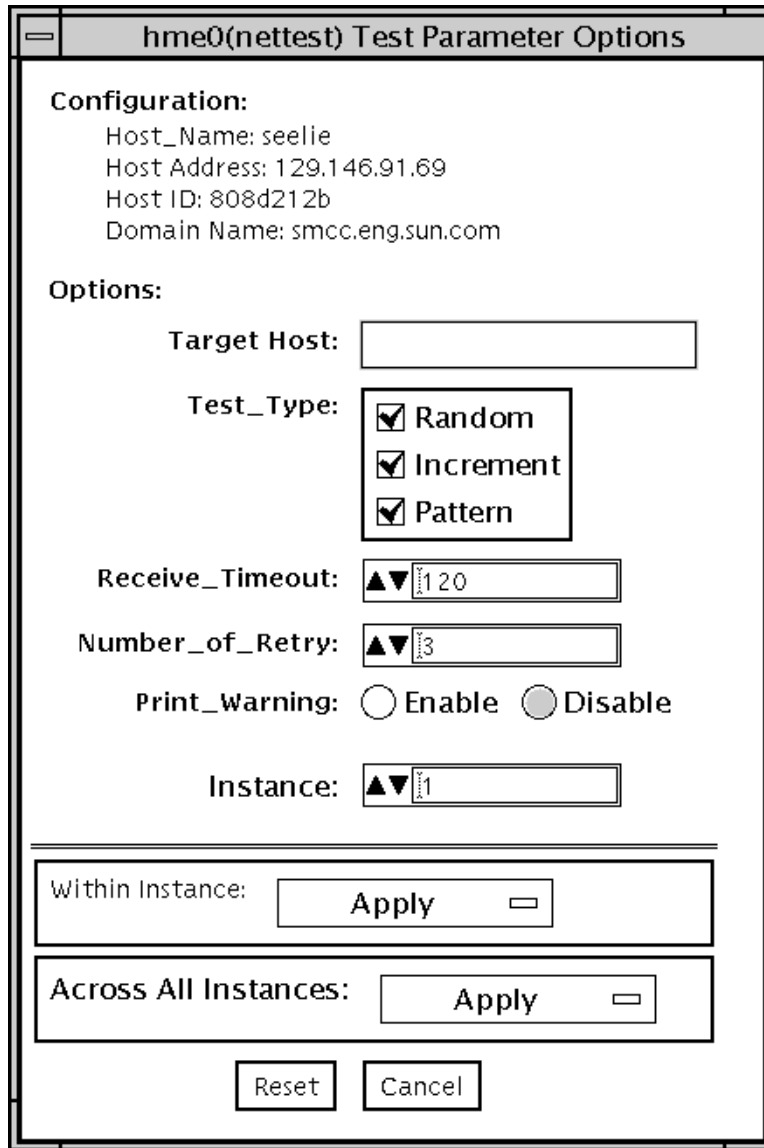 hme0(nettest) Test Parameter Options
Configuration:
Host_Name: seelie
Host Address: 129.146.91.69
Host ID: 808d212b
Domain Name: smcc.eng.sun.com
Options:
Target Host:
Test_Type:
Random
Increment
Pattern
Receive_Timeout: 120
Number_of_Retry: 3
Print_Warning: Enable Disable
Instance: 1
Within Instance: Apply
Across All Instances: Apply
Reset Cancel